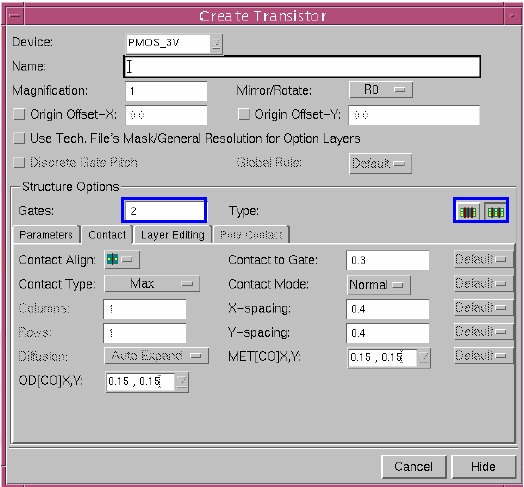 Create Transistor
Device: PMOS_3V
Name:
Magnification: 1 Mirror/Rotate: R0
Origin Offset-X: 0.0 Origin Offset-Y: 0.0
Use Tech. File's Mask/General Resolution for Option Layers
Discrete Gate Pitch Global Rule: Default
Structure Options
Gates: 2 Type:
Parameters Contact Layer Editing Poly Contact
Contact Align: Contact to Gate: 0.3 Default
Contact Type: Max Contact Mode: Normal Default
Columns: 1 X-spacing: 0.4 Default
Rows: 1 Y-spacing: 0.4 Default
Diffusion: Auto Expand MET[CO]X,Y: 0.15 , 0.15 Default
OD[CO]X,Y: 0.15 , 0.15
Cancel Hide